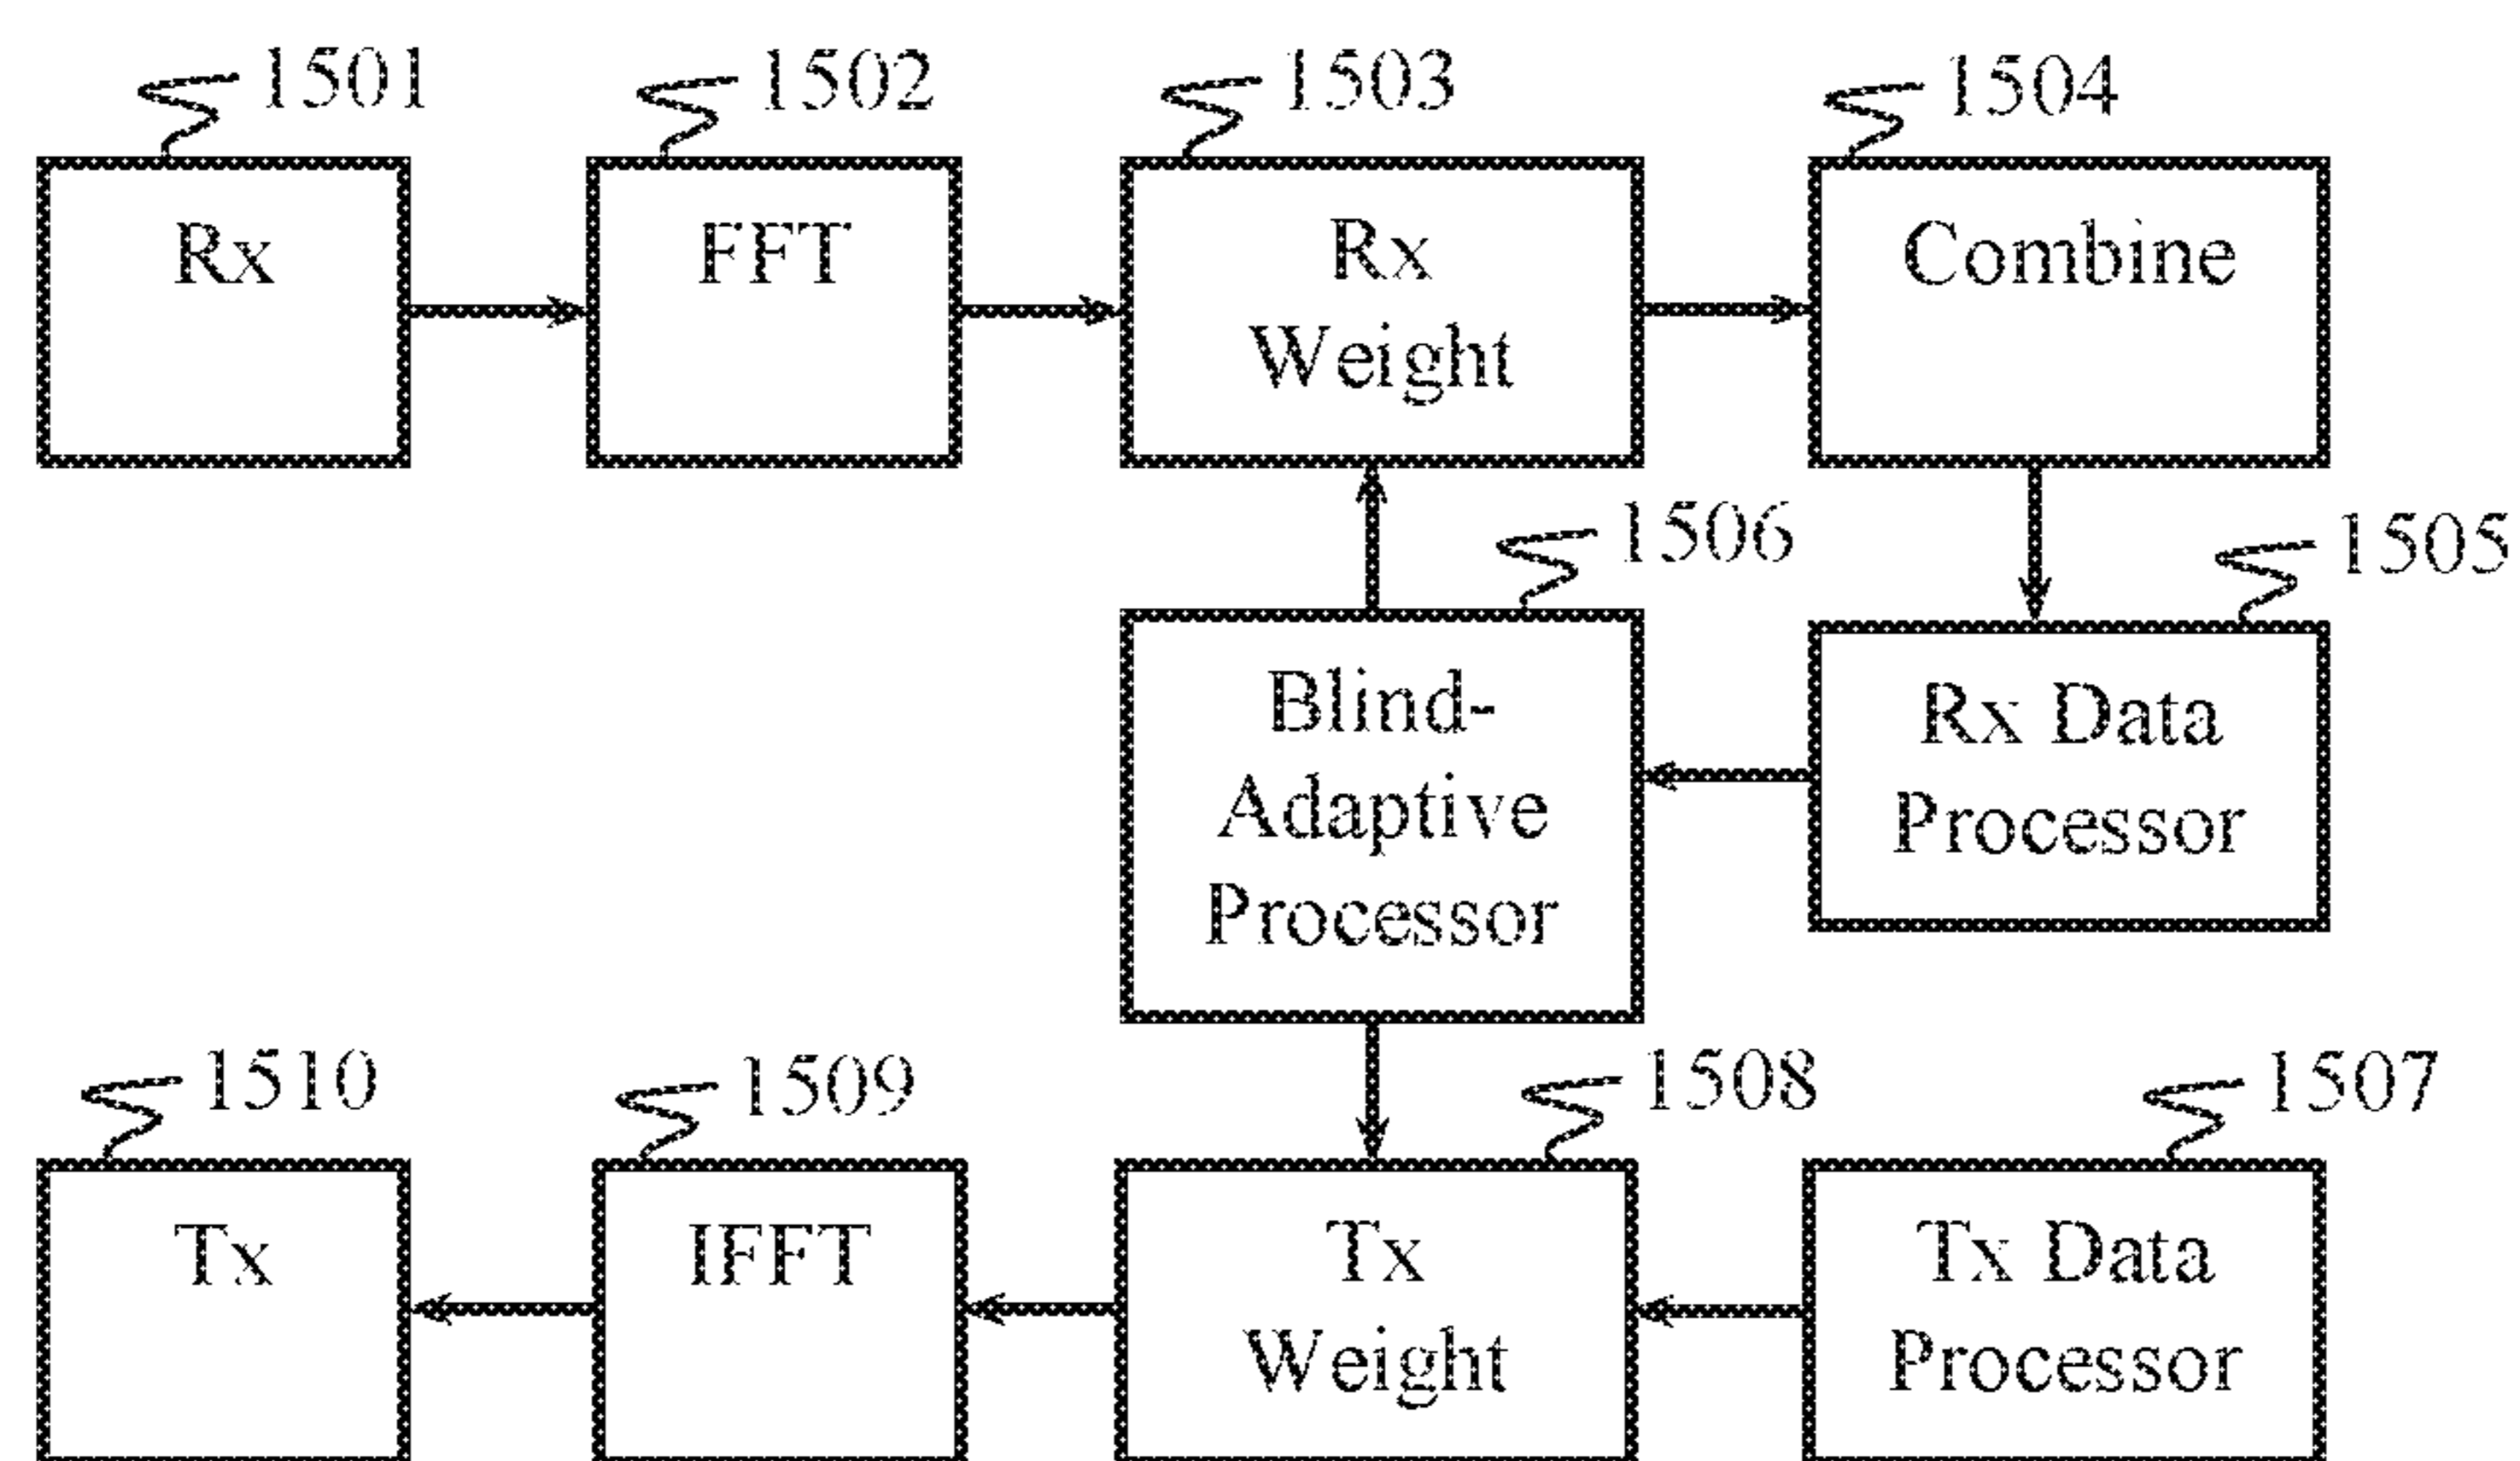 1501
1502
1503
1504
Rx
FFT
Rx
Weight
Combine
1506
1505
Blind-
Adaptive
Processor
Rx Data
Processor
1510
1509
1508
1507
Tx
IFFT
Tx
Weight
Tx Data
Processor